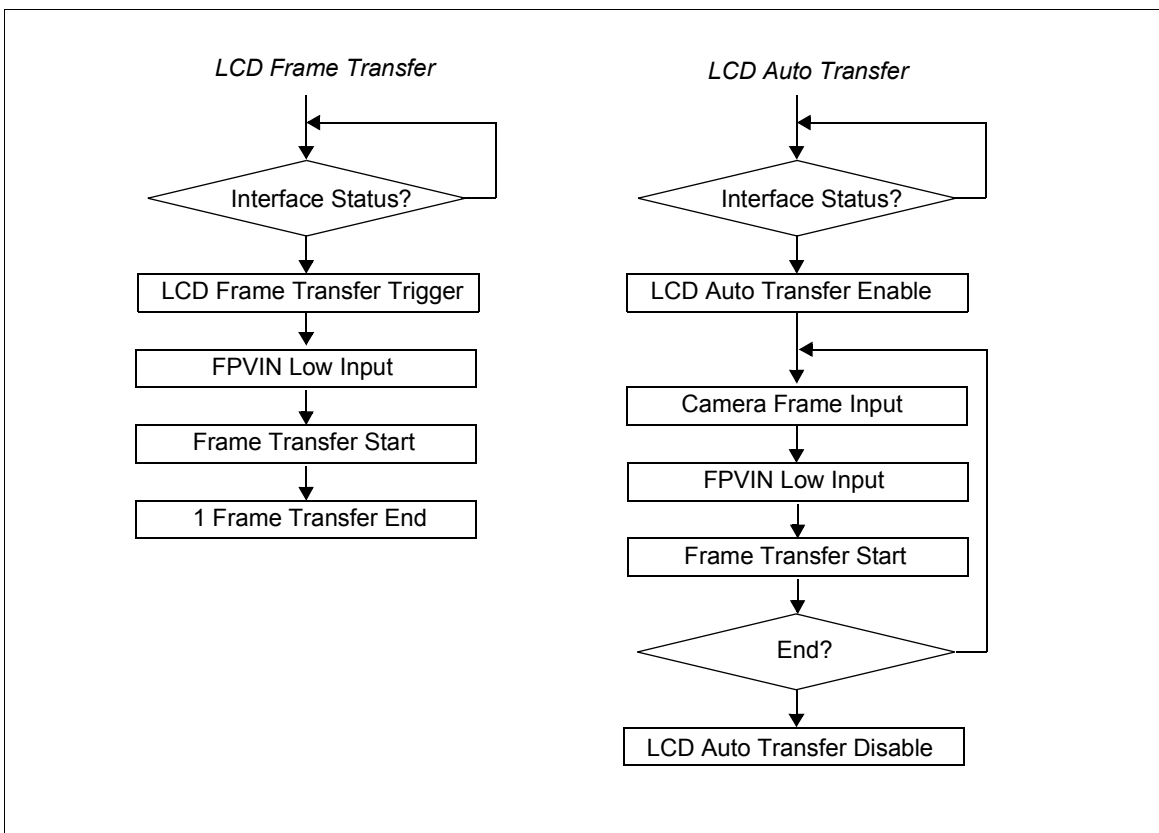 LCD Frame Transfer
Interface Status?
LCD Frame Transfer Trigger
FPVIN Low Input
Frame Transfer Start
1 Frame Transfer End
LCD Auto Transfer
Interface Status?
LCD Auto Transfer Enable
Camera Frame Input
FPVIN Low Input
Frame Transfer Start
End?
LCD Auto Transfer Disable